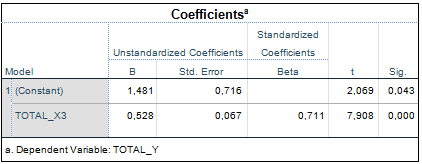 Coefficientsᵃ
Unstandardized Coefficients Standardized Coefficients
Model B Std. Error Beta t Sig.
1 (Constant) 1,481 0,716 2,069 0,043
TOTAL_X3 0,528 0,067 0,711 7,908 0,000
a. Dependent Variable: TOTAL_Y